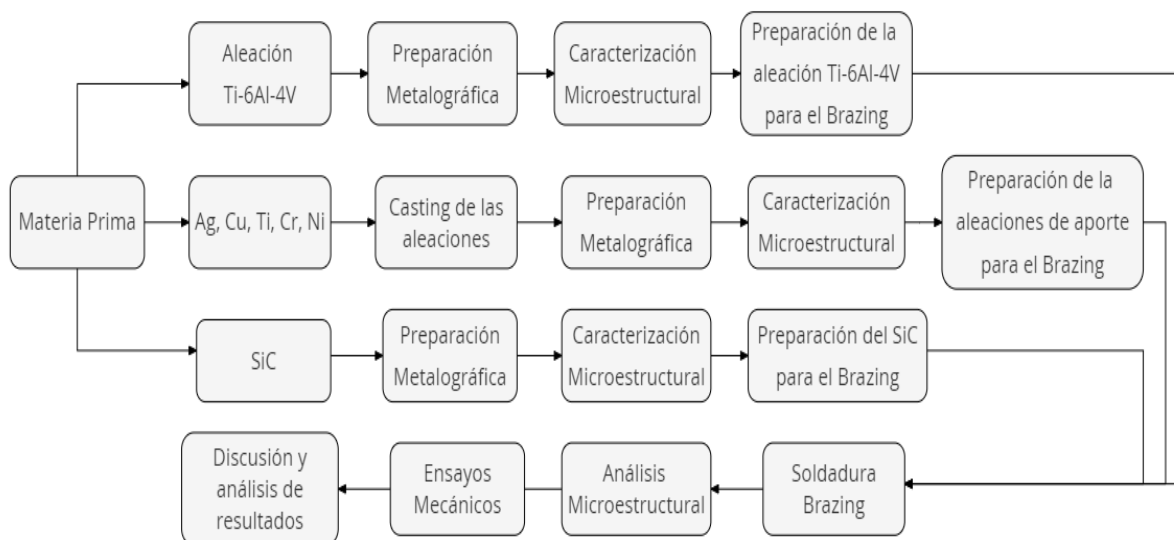 Aleación
Ti-6Al-4V
Preparación
Metalográfica
Caracterización
Microestructural
Preparación de la
aleación Ti-6Al-4V
para el Brazing
Materia Prima
Ag, Cu, Ti, Cr, Ni
Casting de las
aleaciones
Preparación
Metalográfica
Caracterización
Microestructural
Preparación de la
aleaciones de aporte
para el Brazing
SiC
Preparación
Metalográfica
Caracterización
Microestructural
Preparación del SiC
para el Brazing
Discusión y
análisis de
resultados
Ensayos
Mecánicos
Análisis
Microestructural
Soldadura
Brazing